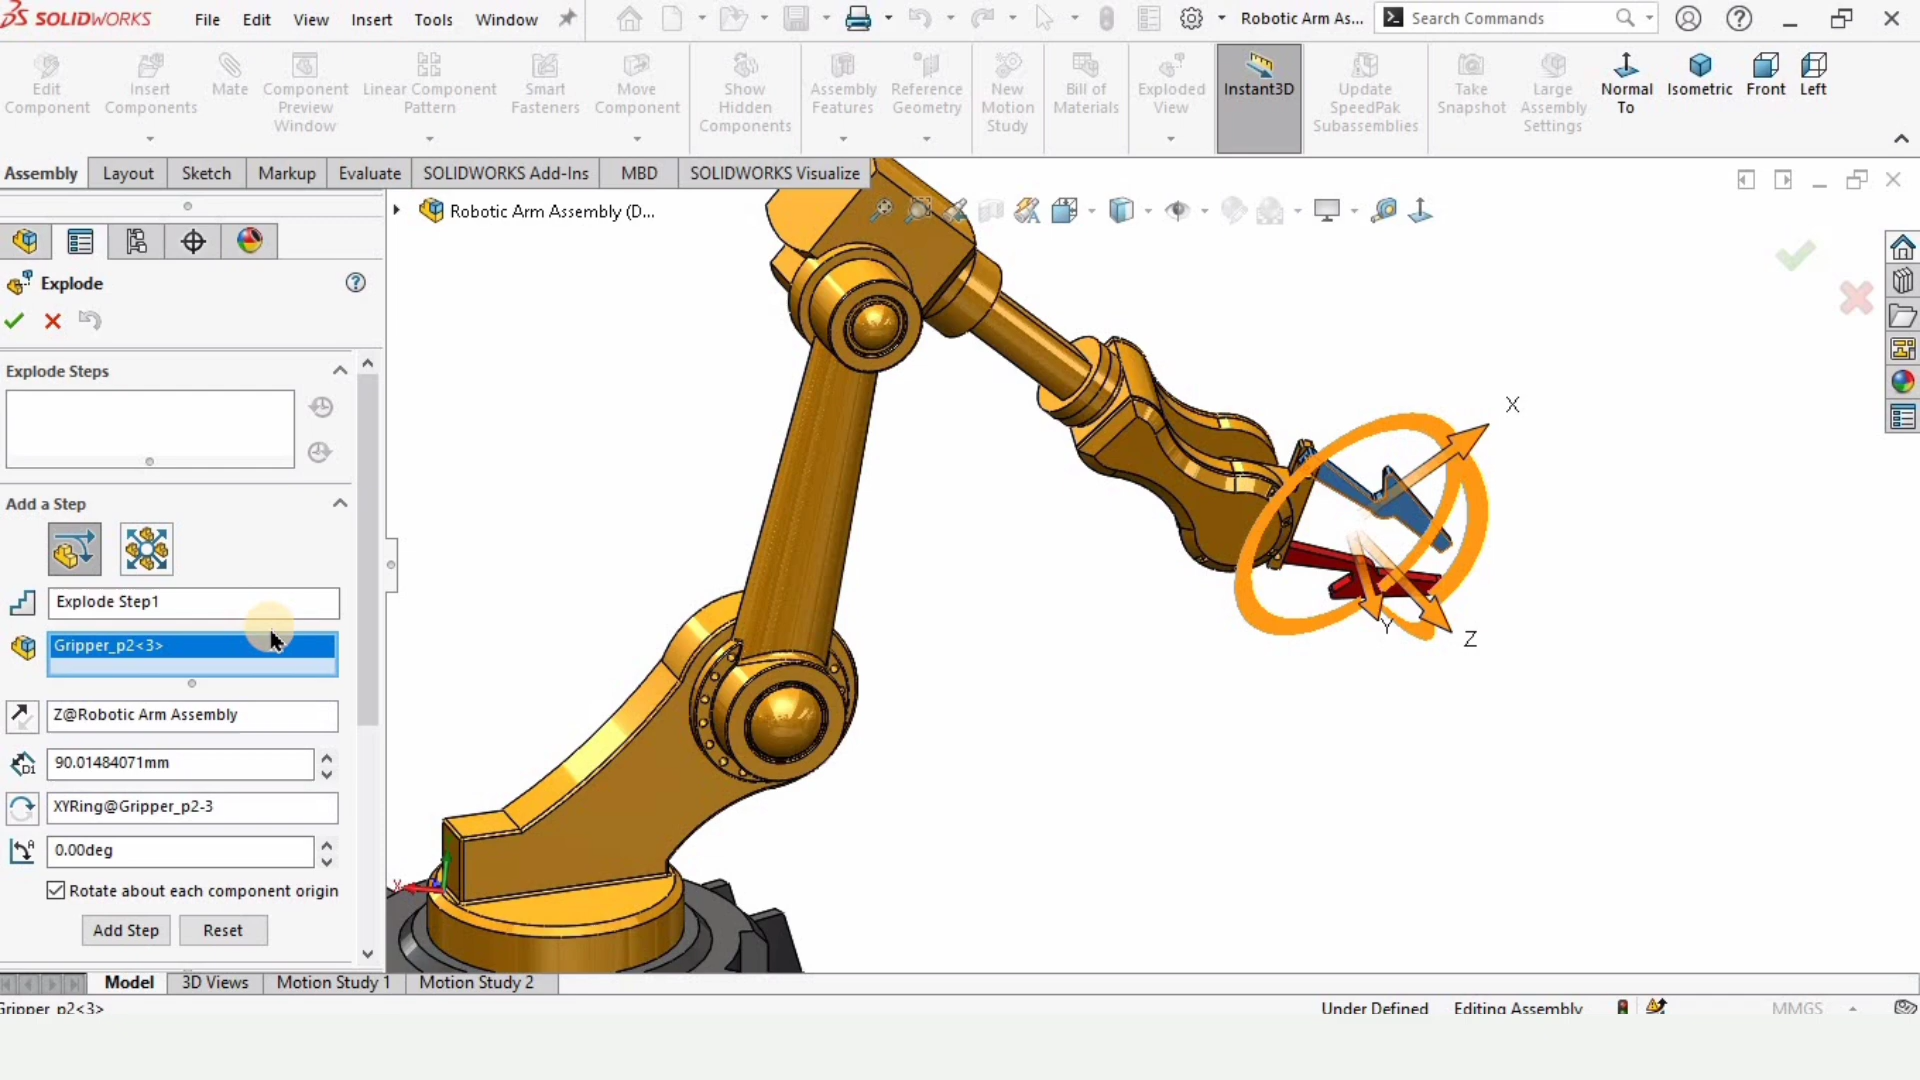 SOLIDWORKS
File Edit View Insert Tools Window
Robotic Arm As...
Search Commands
Edit Component
Insert Components
Mate
Component Preview Window
Linear Component Pattern
Smart Fasteners
Move Component
Show Hidden Components
Assembly Features
Reference Geometry
New Motion Study
Bill of Materials
Exploded View
Instant3D
Update SpeedPak Subassemblies
Take Snapshot
Large Assembly Settings
Normal To
Isometric
Front
Left
Assembly Layout Sketch Markup Evaluate SOLIDWORKS Add-Ins MBD SOLIDWORKS Visualize
Robotic Arm Assembly (D...
Explode
Explode Steps
Add a Step
Explode Step1
Gripper_p2<3>
Z@Robotic Arm Assembly
D1
90.01484071mm
XYRing@Gripper_p2-3
A
0.00deg
Rotate about each component origin
Add Step Reset
X
Y
Z
X
Model 3D Views Motion Study 1 Motion Study 2
Gripper_p2<3>
Under Defined Editing Assembly MMGS